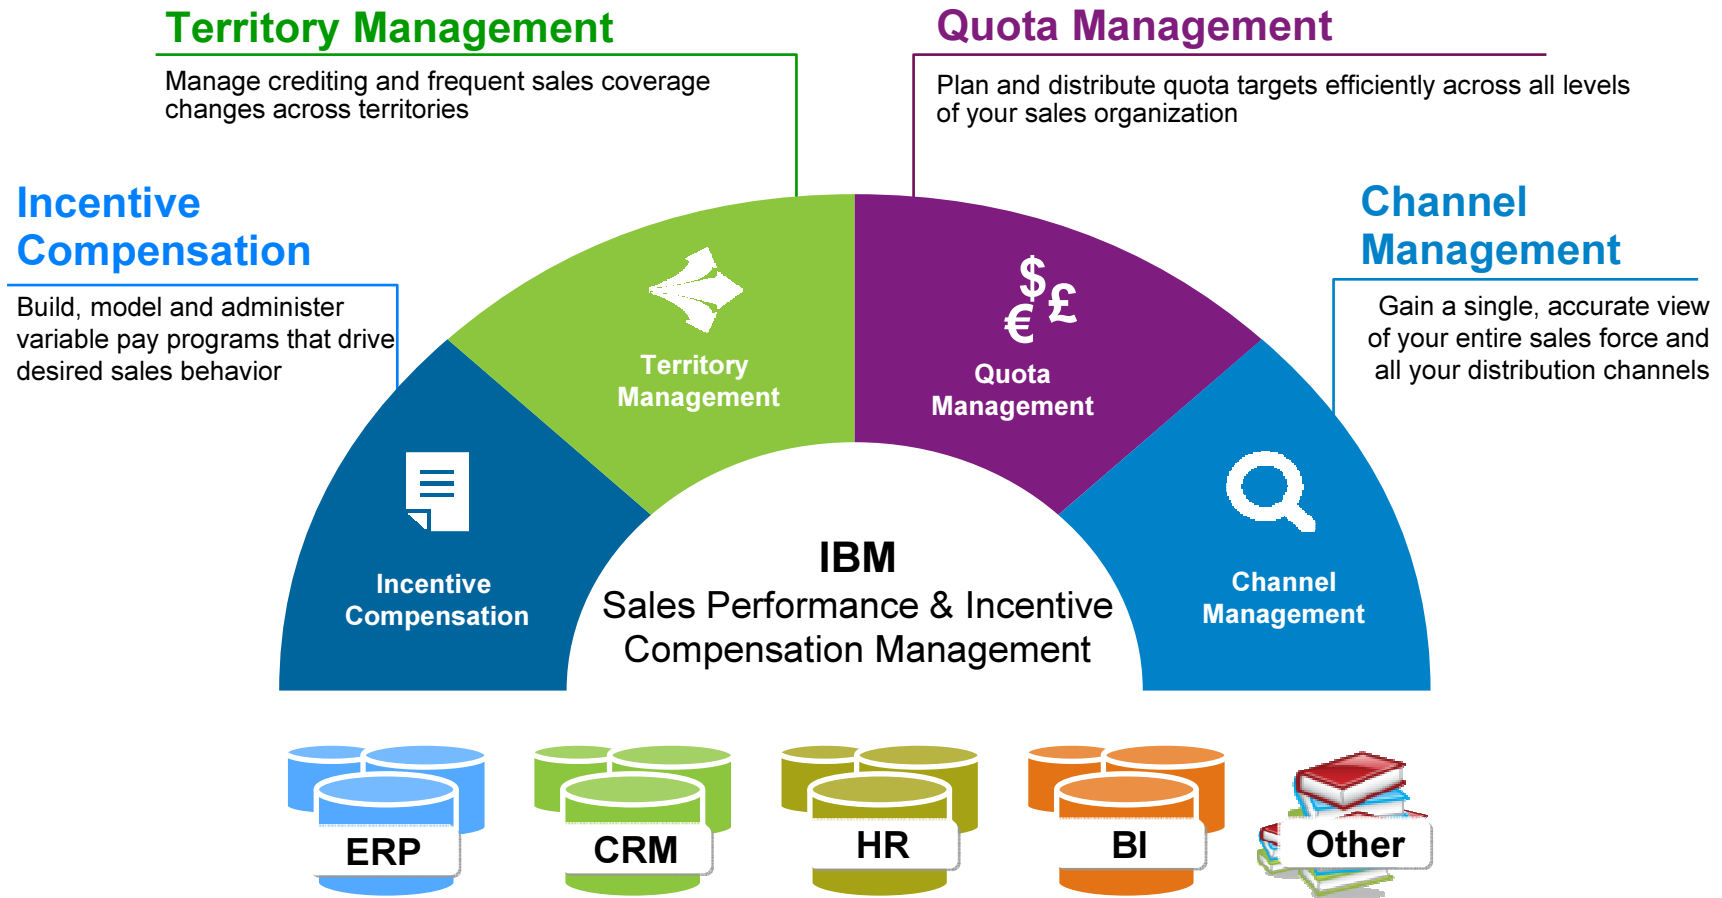 Territory Management
Manage crediting and frequent sales coverage
changes across territories
Quota Management
Plan and distribute quota targets efficiently across all levels
of your sales organization
Incentive
Compensation
Build, model and administer
variable pay programs that drive
desired sales behavior
Channel
Management
Gain a single, accurate view
of your entire sales force and
all your distribution channels
Territory
Management
$
£
€
Quota
Management
Incentive
Compensation
Channel
Management
IBM
Sales Performance & Incentive
Compensation Management
ERP
CRM
HR
BI
Other